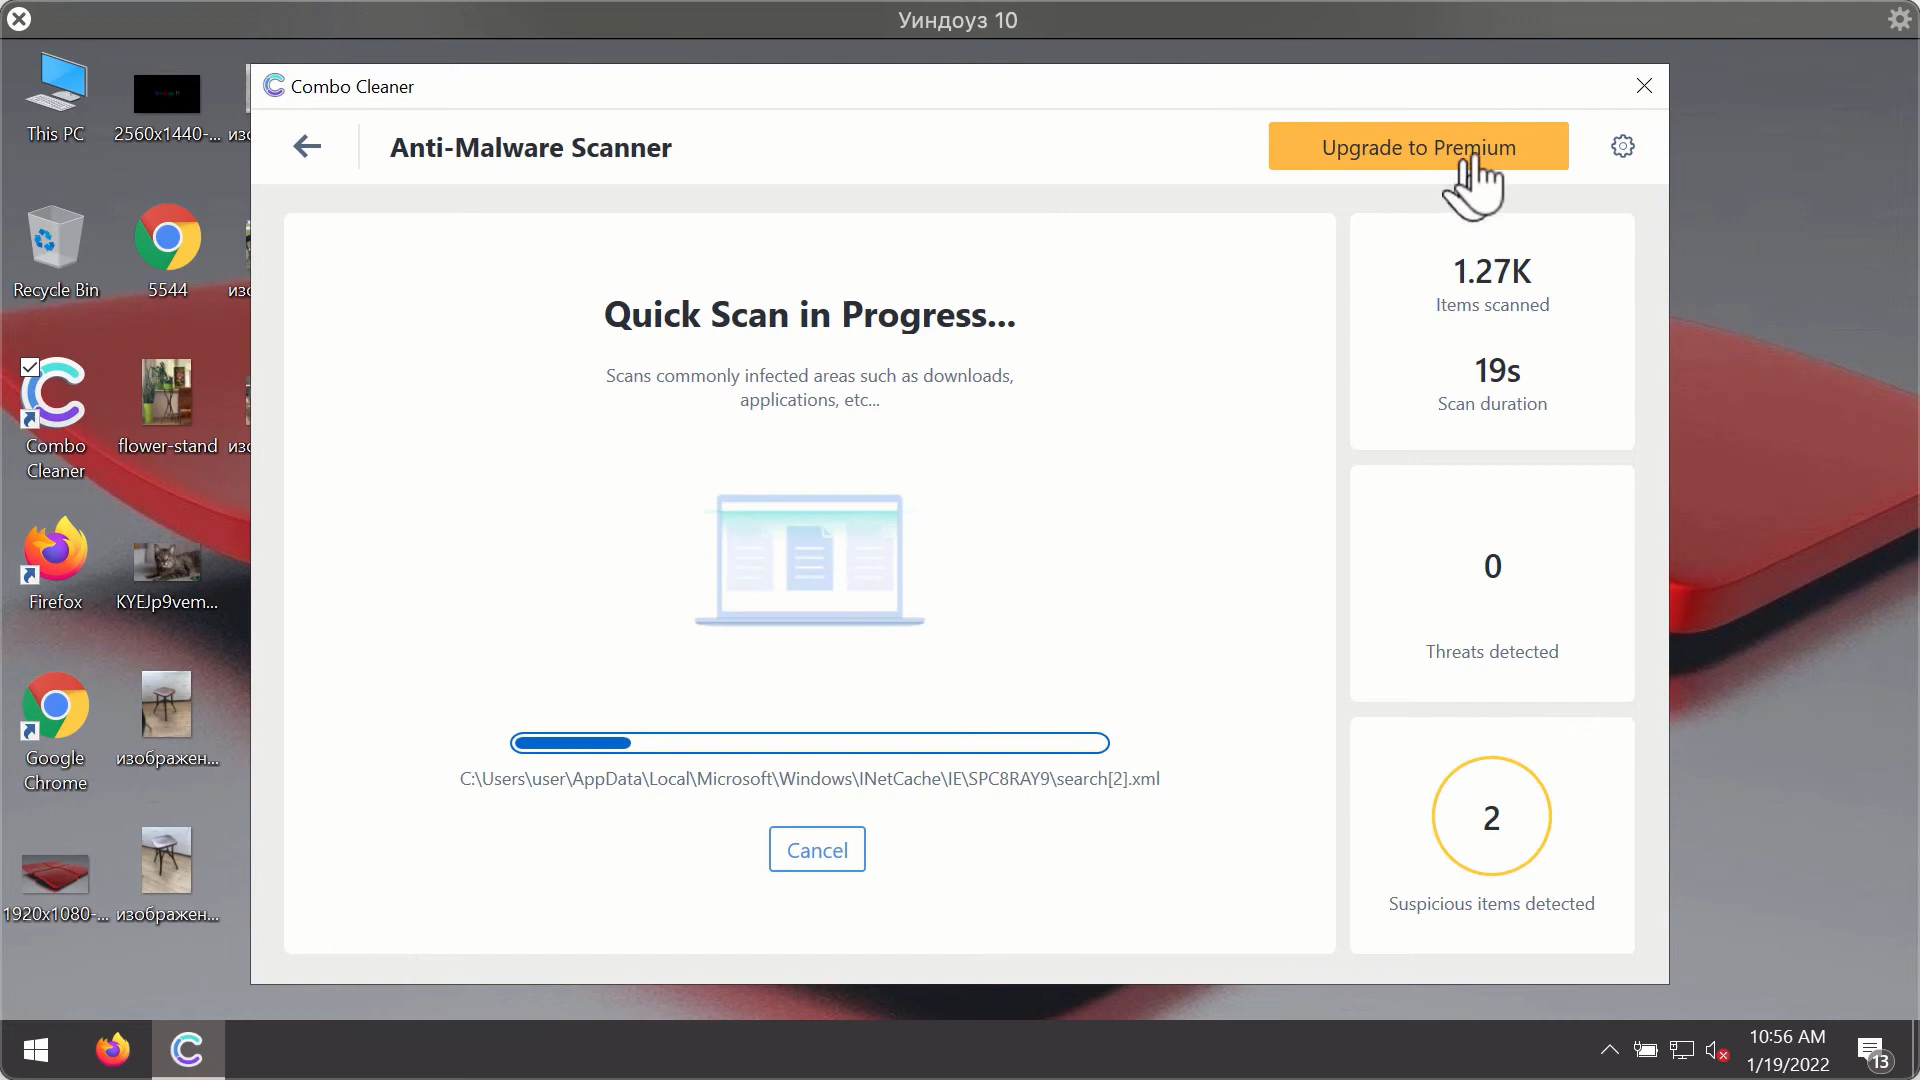 Уиндоуз 10
This PC
2560x1440-...
Recycle Bin
5544
Combo
Cleaner
flower-stand
Firefox
KYEJp9vem...
Google
Chrome
изображен...
1920x1080-...
изображен...
Combo Cleaner
Anti-Malware Scanner
Upgrade to Premium
Quick Scan in Progress...
Scans commonly infected areas such as downloads,
applications, etc...
C:\Users\user\AppData\Local\Microsoft\Windows\INetCache\IE\SPC8RAY9\search[2].xml
Cancel
1.27K
Items scanned
19s
Scan duration
0
Threats detected
2
Suspicious items detected
10:56 AM
1/19/2022
13